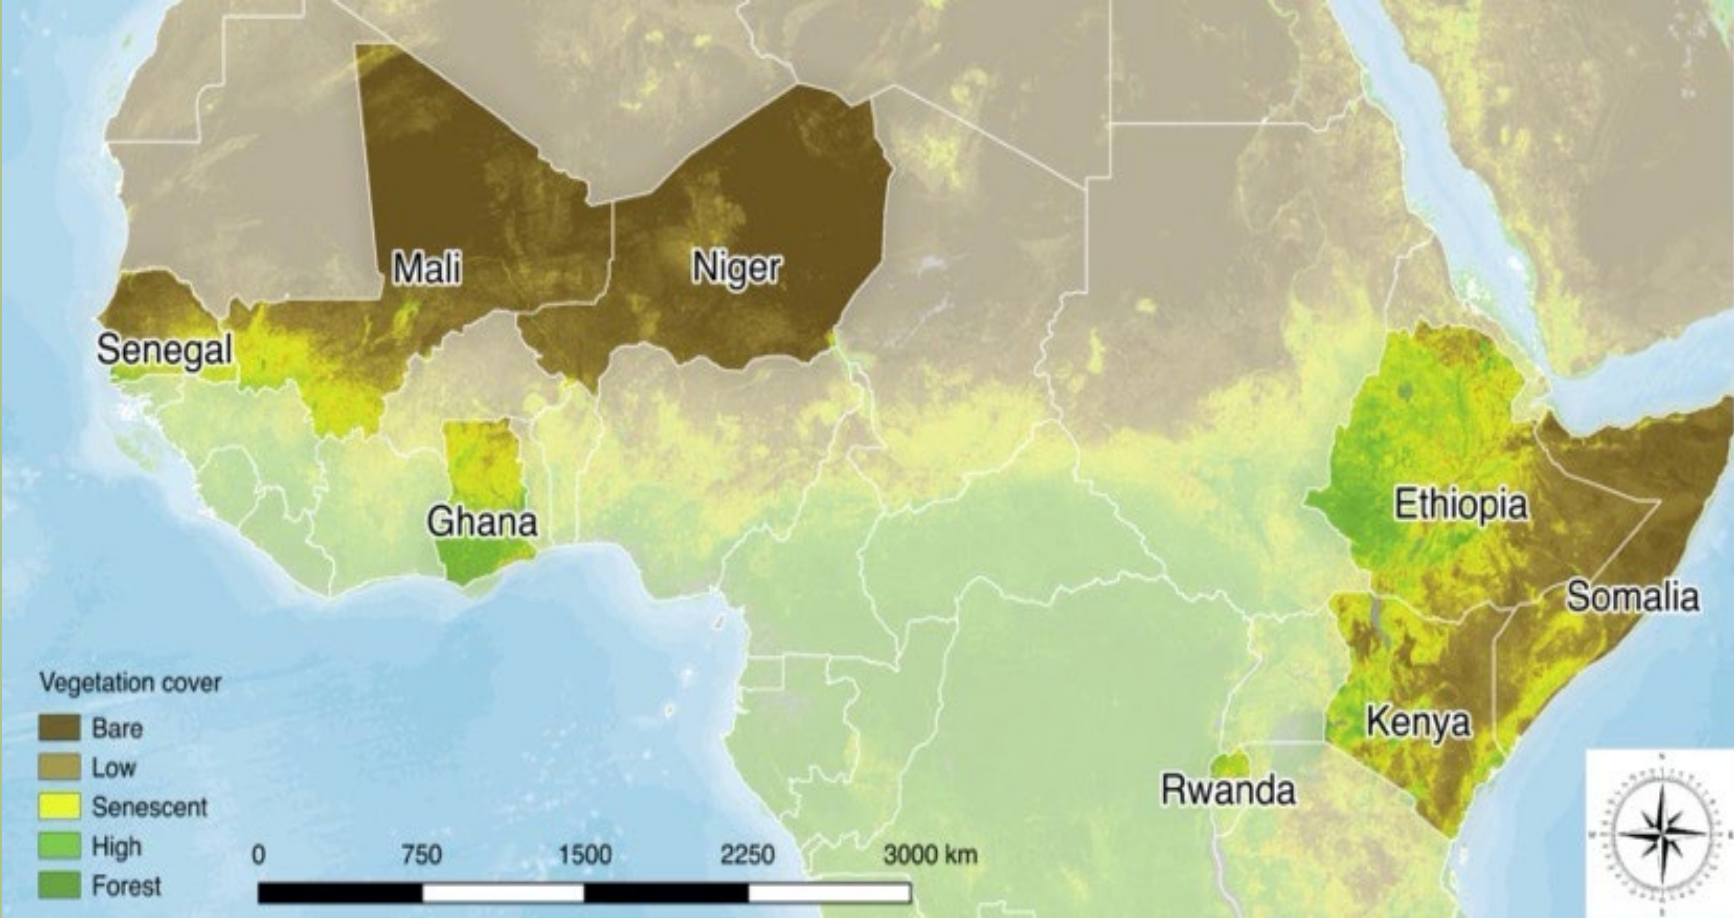 Mali
Niger
Senegal
Ghana
Ethiopia
Somalia
Kenya
Rwanda
Vegetation cover
Bare
Low
Senescent
High
Forest
0 750 1500 2250 3000 km